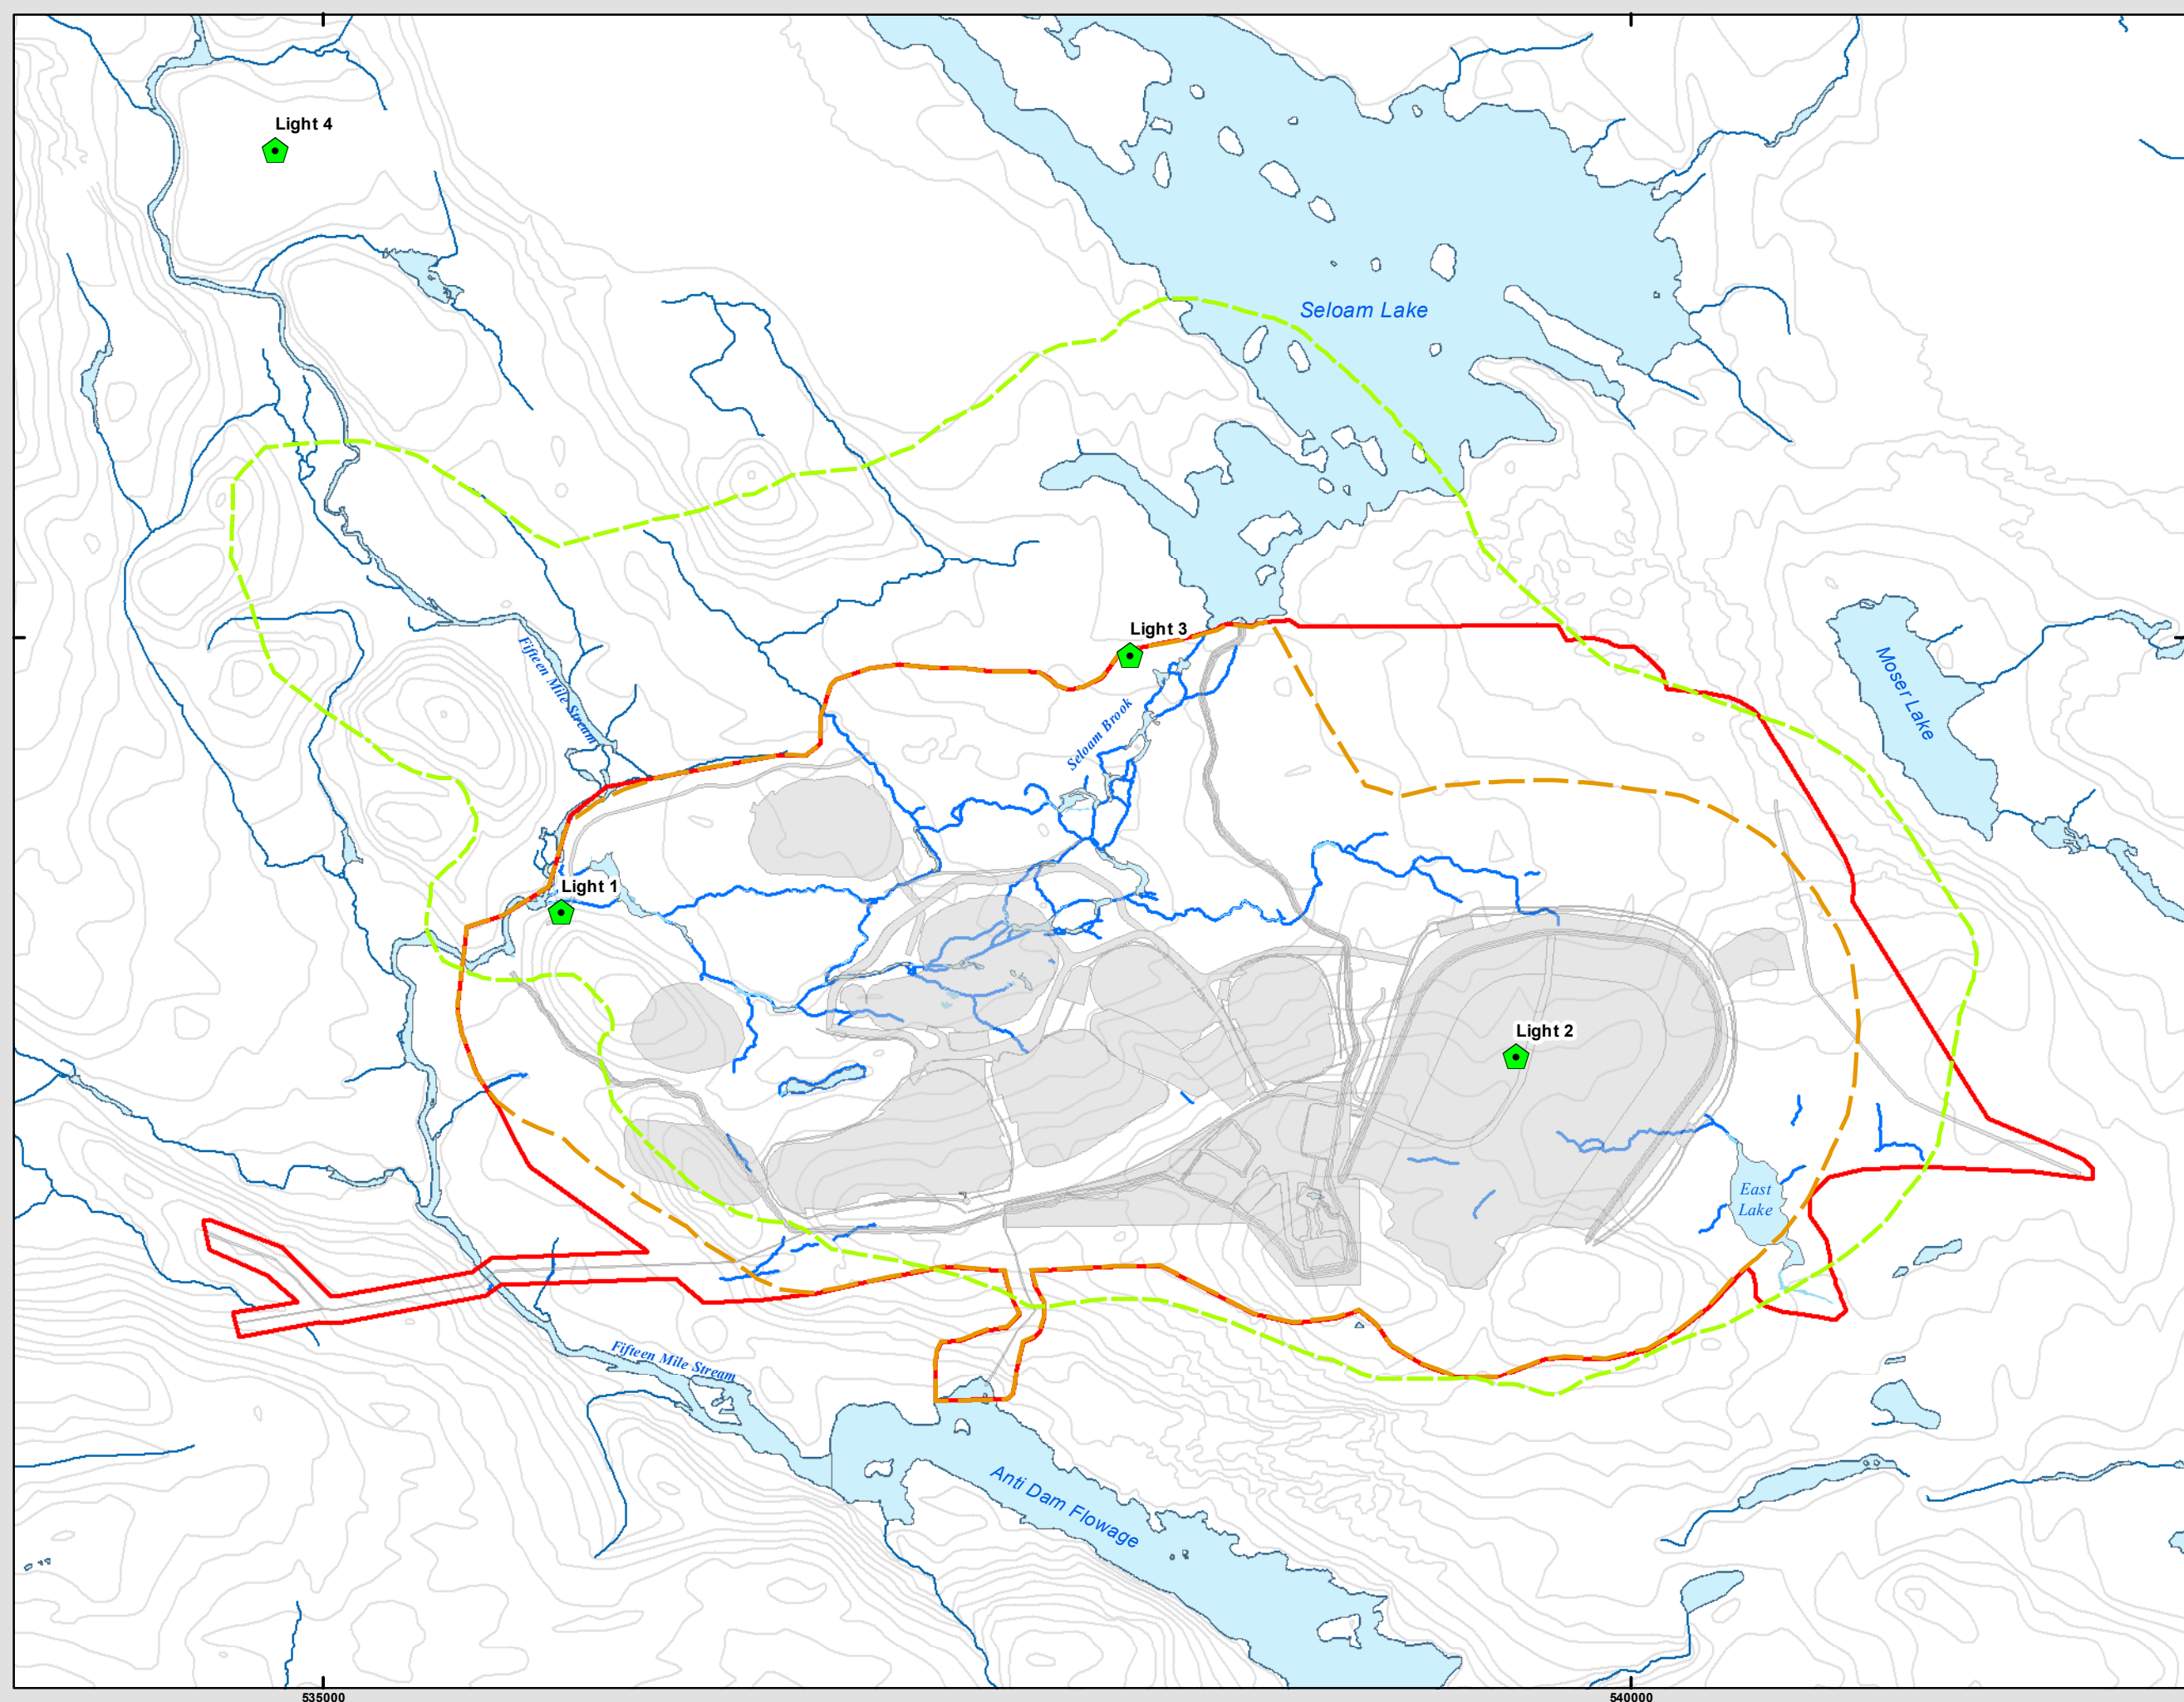 Light 4
Seloam Lake
Light 3
Fifteen Mile Stream
Seloam Brook
Moser Lake
Light 1
Light 2
East
Lake
Fifteen Mile Stream
Anti Dam Flowage
535000
540000